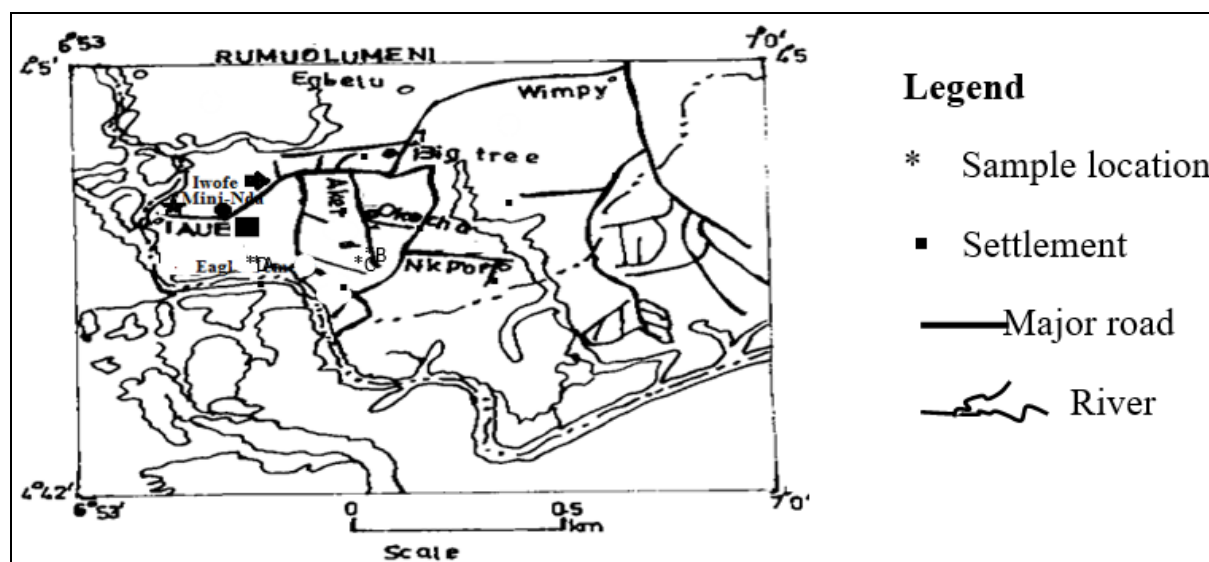 6°53
7°0'
RUMUOLUMENI
4°5'
4°5
Egbelu
Wimpy
Big tree
Iwofe
Mini-Nda
Aker
IAUE
Okocha
Eagl
*B
*C
Nkporo
4°42'
6°53'
7°0'
0 0.5
km
Scale
Legend
* Sample location
Settlement
Major road
River